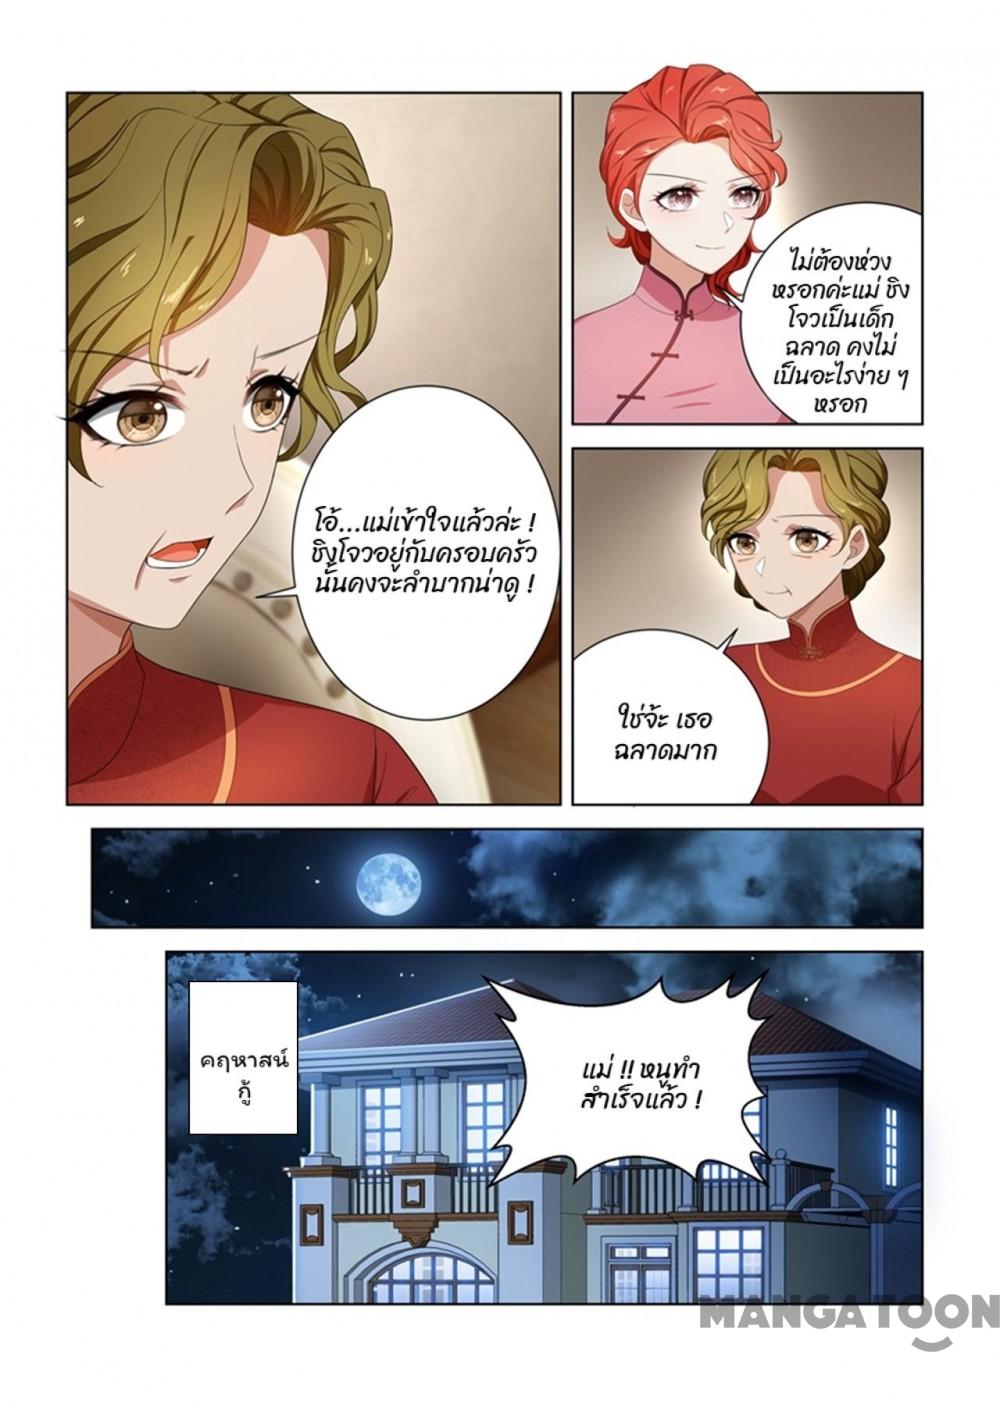 โอ้...แม่เข้าใจแล้วล่ะ !
ชิงโจวอยู่กับครอบครัว
นั้นคงจะลำบากน่าดู !
ไม่ต้องห่วง
หรอกค่ะแม่ ชิง
โจวเป็นเด็ก
ฉลาด คงไม่
เป็นอะไรง่าย ๆ
หรอก
ใช่จ้ะ เธอ
ฉลาดมาก
คฤหาสน์
กู้
แม่ !! หนูทำ
สำเร็จแล้ว !
MANGATOON